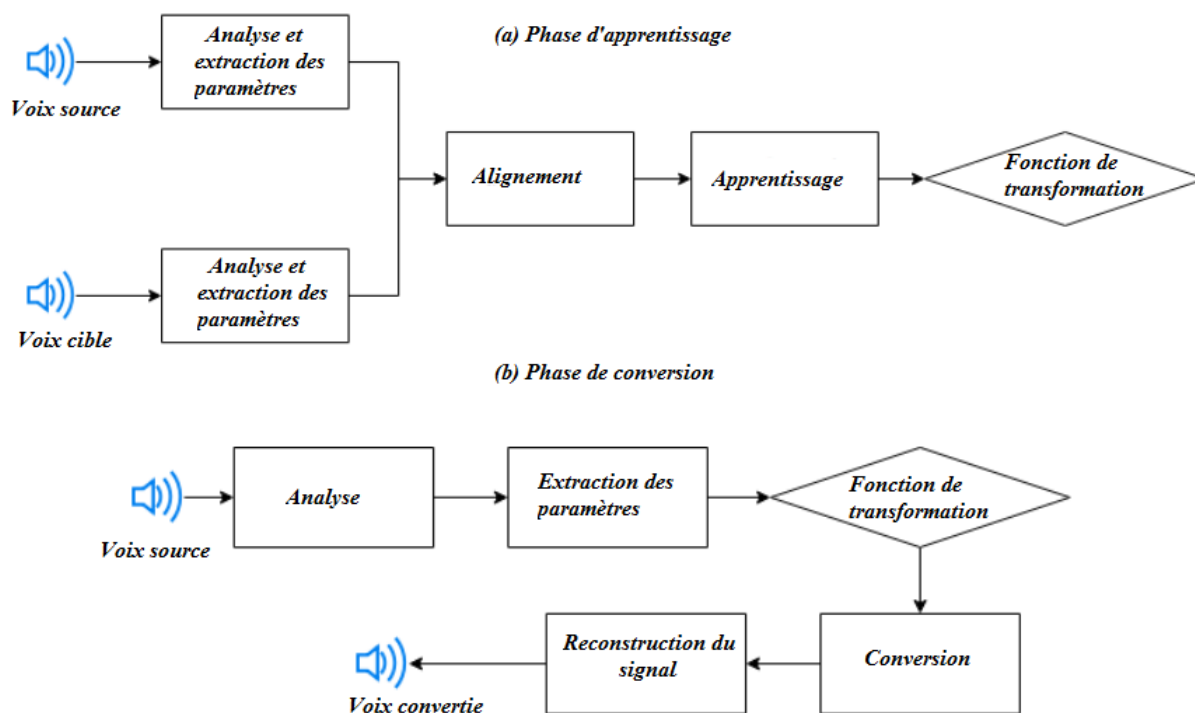 (a) Phase d'apprentissage
Analyse et
extraction des
paramètres
Voix source
Alignement
Apprentissage
Fonction de
transformation
Analyse et
extraction des
paramètres
Voix cible
(b) Phase de conversion
Voix source
Analyse
Extraction des
paramètres
Fonction de
transformation
Conversion
Reconstruction du
signal
Voix convertie